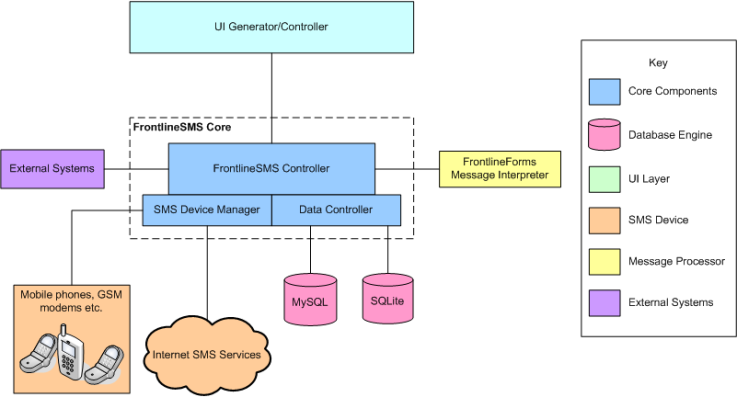 UI Generator/Controller
FrontlineSMS Core
External Systems
FrontlineSMS Controller
FrontlineForms
Message Interpreter
SMS Device Manager
Data Controller
Mobile phones, GSM
modems etc.
Internet SMS Services
MySQL
SQLite
Key
Core Components
Database Engine
UI Layer
SMS Device
Message Processor
External Systems